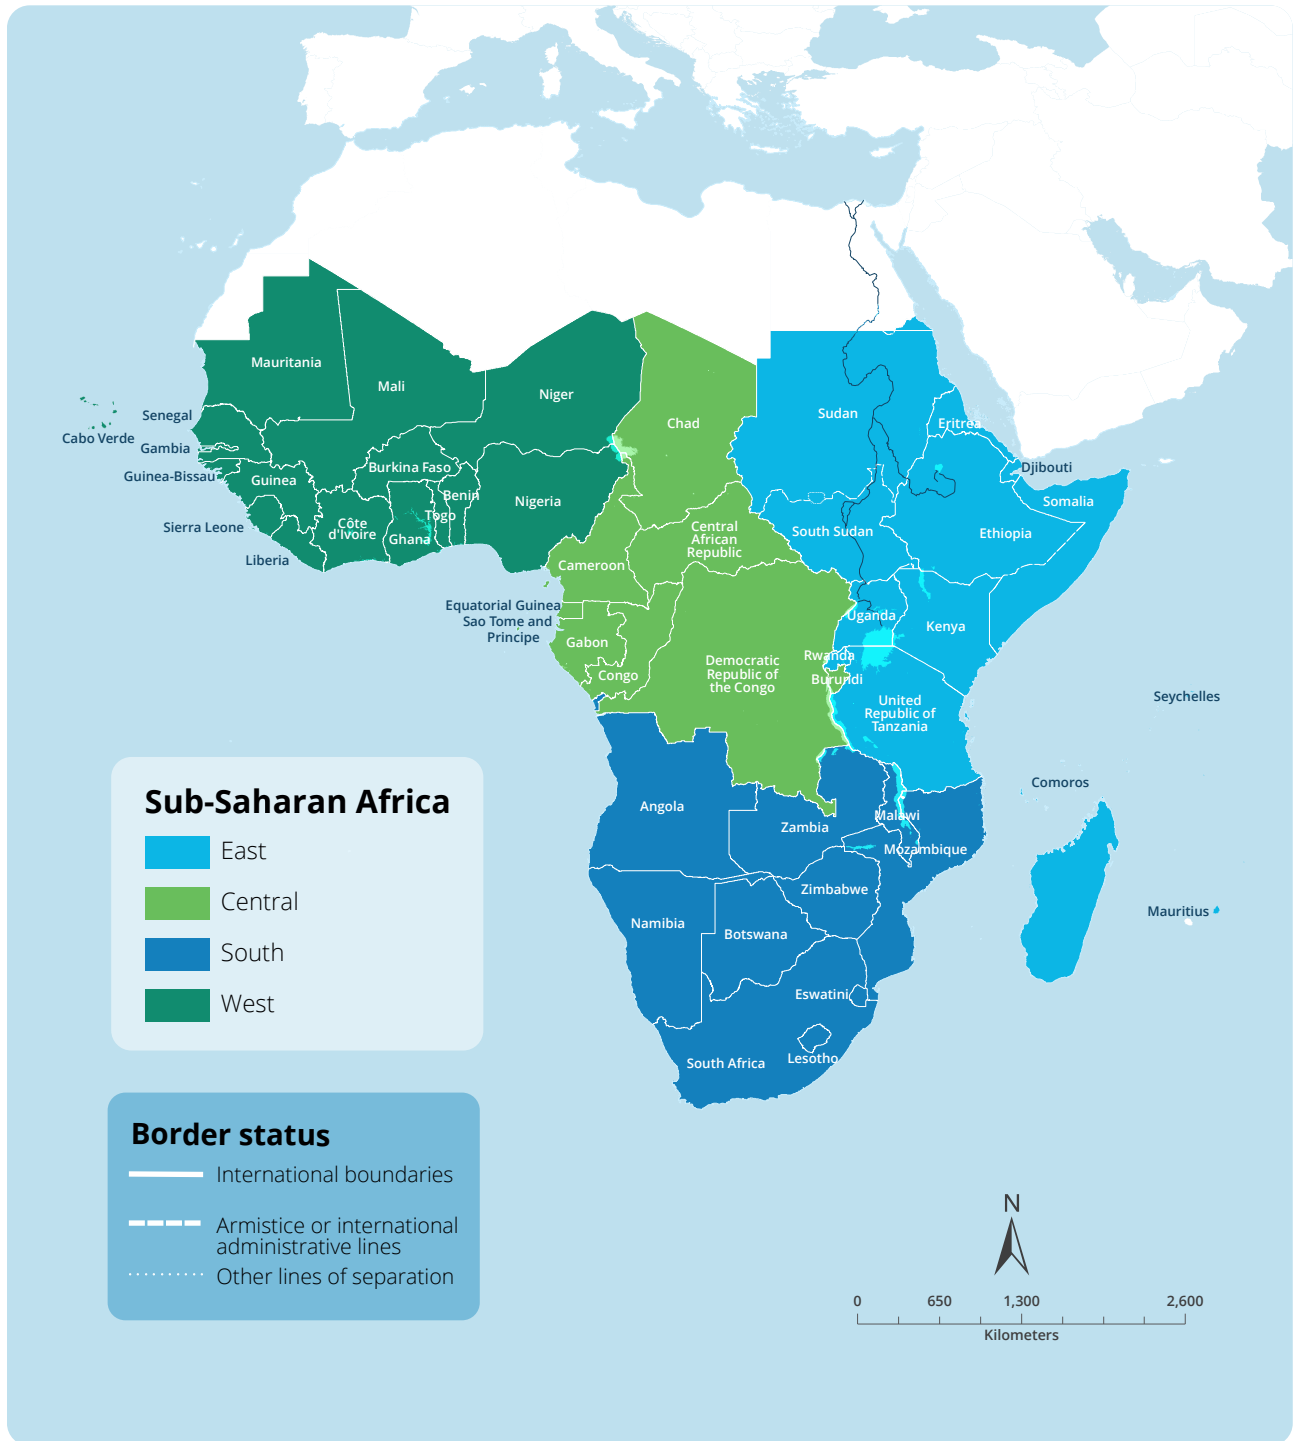 Mauritania
Mali
Niger
Chad
Sudan
Eritrea
Senegal
Cabo Verde
Gambia
Guinea-Bissau
Guinea
Burkina Faso
Benin
Togo
Nigeria
Djibouti
Somalia
Sierra Leone
Côte
d'Ivoire
Ghana
Liberia
Central
African
Republic
South Sudan
Ethiopia
Cameroon
Equatorial Guinea
Sao Tome and
Principe
Gabon
Congo
Democratic
Republic of
the Congo
Uganda
Kenya
Rwanda
Burundi
United
Republic of
Tanzania
Seychelles
Comoros
Angola
Zambia
Malawi
Mozambique
Zimbabwe
Namibia
Botswana
Mauritius
Eswatini
Lesotho
South Africa
Sub-Saharan Africa
East
Central
South
West
Border status
International boundaries
Armistice or international
administrative lines
Other lines of separation
N
0 650 1,300 2,600
Kilometers